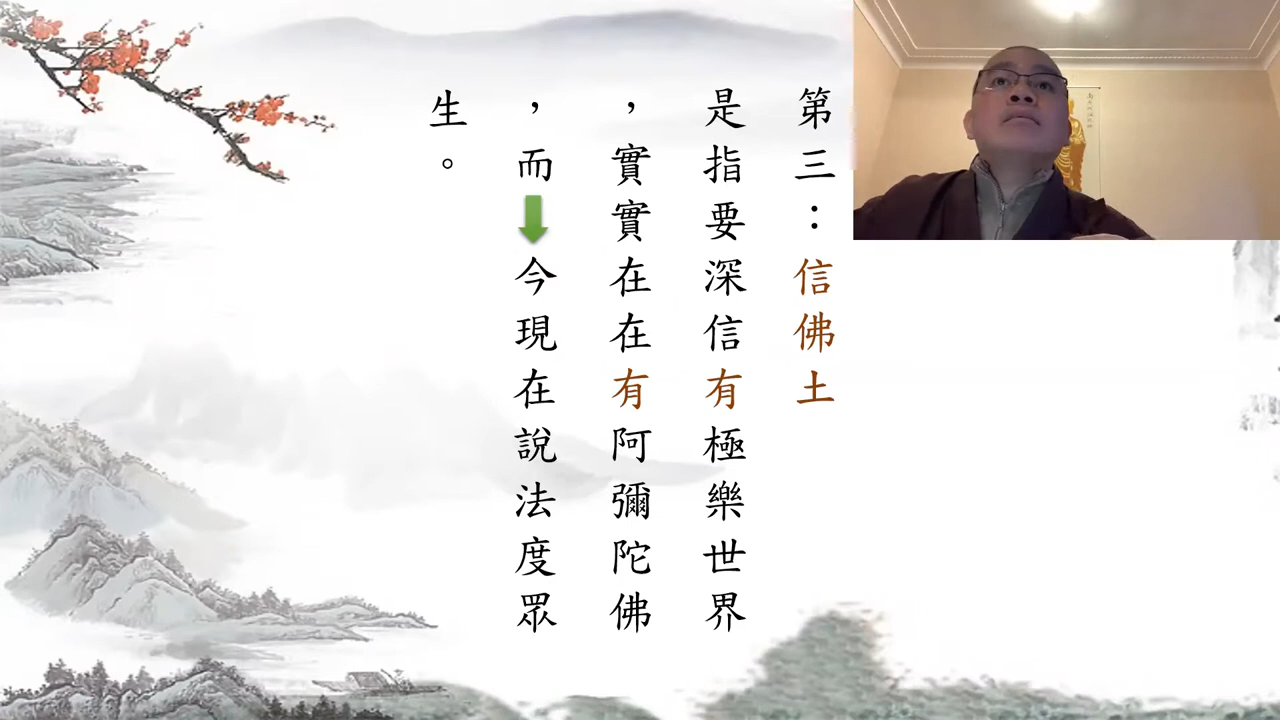 第三：信佛土
是指要深信有極樂世界
，實實在在有阿彌陀佛
，而今現在說法度眾
生。